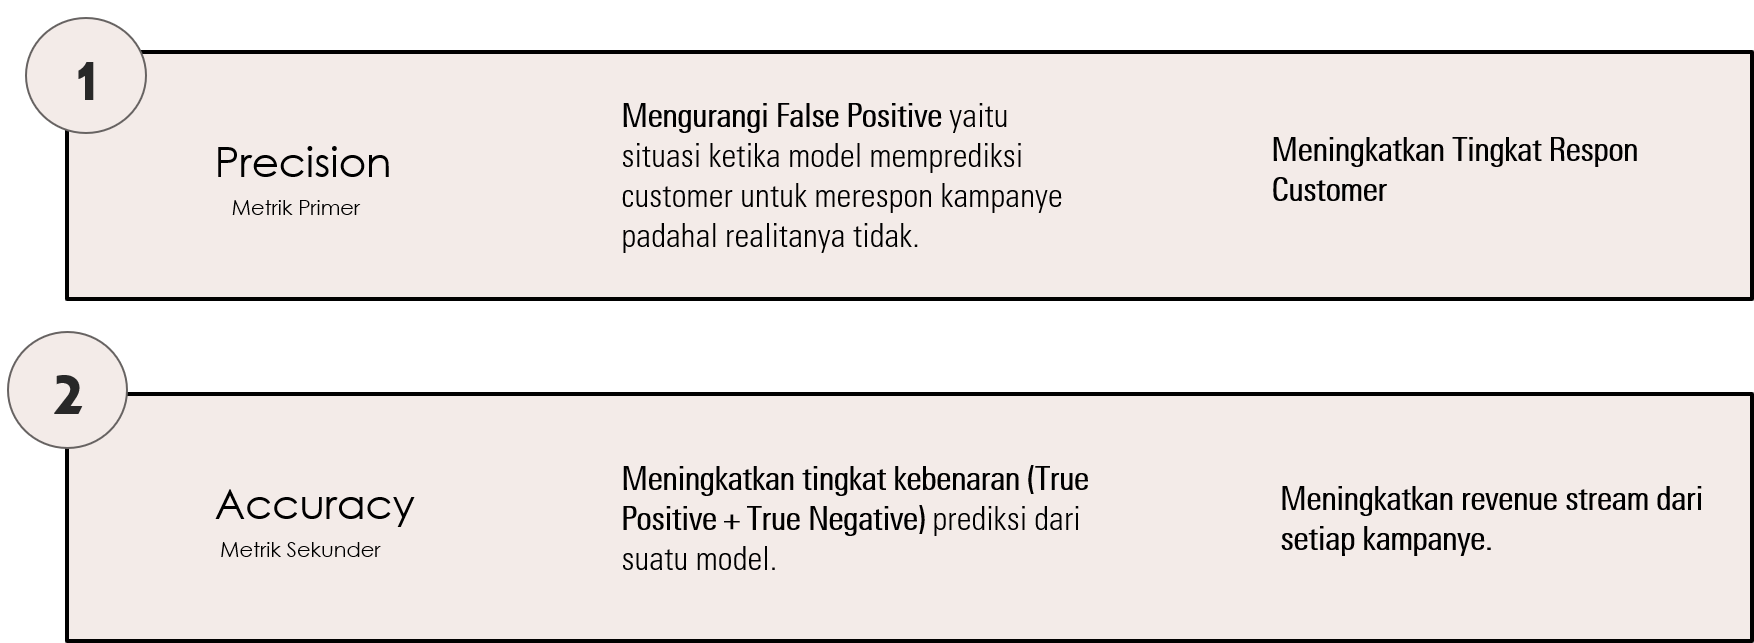 1
Precision
Metrik Primer
Mengurangi False Positive yaitu
situasi ketika model memprediksi
customer untuk merespon kampanye
padahal realitanya tidak.
Meningkatkan Tingkat Respon
Customer
2
Accuracy
Metrik Sekunder
Meningkatkan tingkat kebenaran (True
Positive + True Negative) prediksi dari
suatu model.
Meningkatkan revenue stream dari
setiap kampanye.